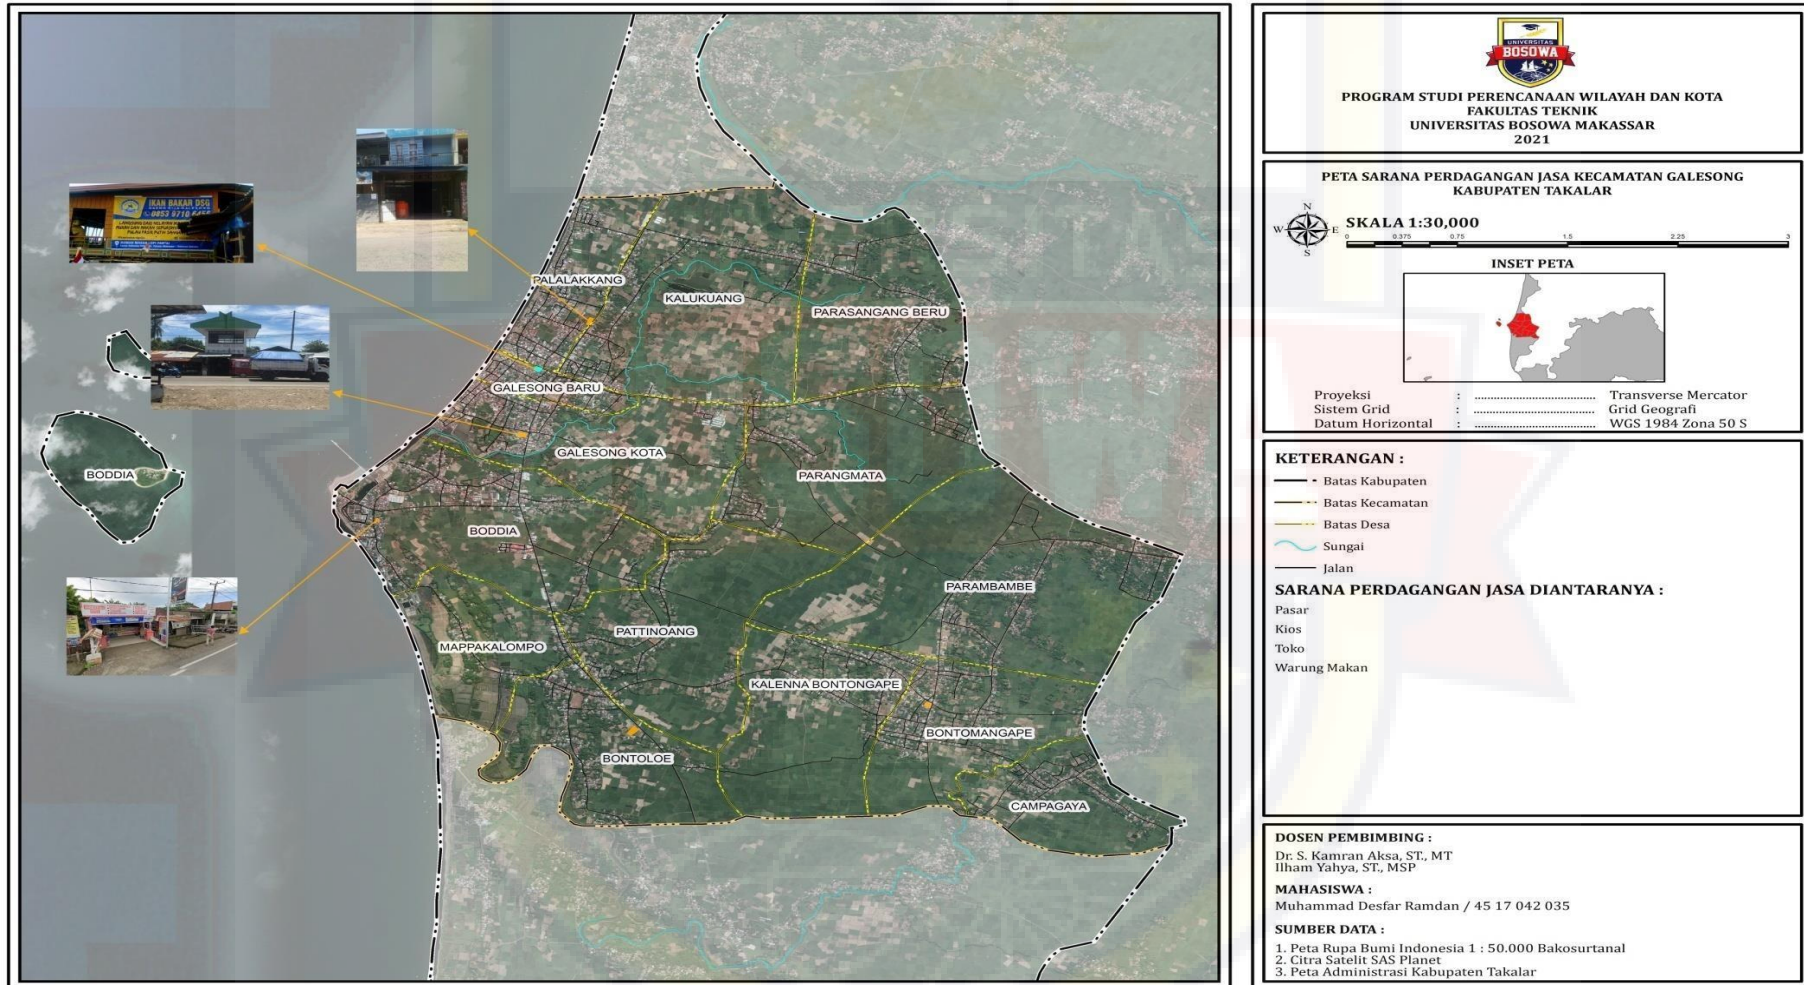 IKAN BAKAR DSG
PALALAKKANG
KALUKUANG
PARASANGANG BERU
GALESONG BARU
GALESONG KOTA
PARANGMATA
BODDIA
BODDIA
PARAMBAMBE
PATTINOANG
MAPPAKALOMPO
KALENNA BONTONGAPE
BONTOMANGAPE
BONTOLOE
CAMPAGAYA
UNIVERSITAS
BOSOWA
PROGRAM STUDI PERENCANAAN WILAYAH DAN KOTA
FAKULTAS TEKNIK
UNIVERSITAS BOSOWA MAKASSAR
2021
PETA SARANA PERDAGANGAN JASA KECAMATAN GALESONG
KABUPATEN TAKALAR
N
W E
S
SKALA 1:30,000
0 0.375 0.75 1.5 2.25 3
INSET PETA
Proyeksi : .............................. Transverse Mercator
Sistem Grid : .............................. Grid Geografi
Datum Horizontal : .............................. WGS 1984 Zona 50 S
KETERANGAN :
Batas Kabupaten
Batas Kecamatan
Batas Desa
Sungai
Jalan
SARANA PERDAGANGAN JASA DIANTARANYA :
Pasar
Kios
Toko
Warung Makan
DOSEN PEMBIMBING :
Dr. S. Kamran Aksa, ST., MT
Ilham Yahya, ST., MSP
MAHASISWA :
Muhammad Desfar Ramdan / 45 17 042 035
SUMBER DATA :
1. Peta Rupa Bumi Indonesia 1 : 50.000 Bakosurtanal
2. Citra Satelit SAS Planet
3. Peta Administrasi Kabupaten Takalar